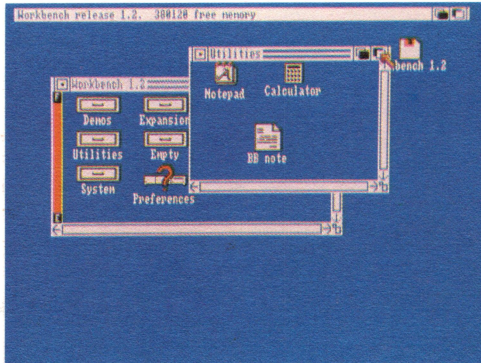 Workbench release 1.2. 380120 free memory
Utilities
bench 1.2
Workbench 1.2
Notepad
Calculator
Demos
Expansion
Utilities
Empty
BB note
System
Preferences
F
E